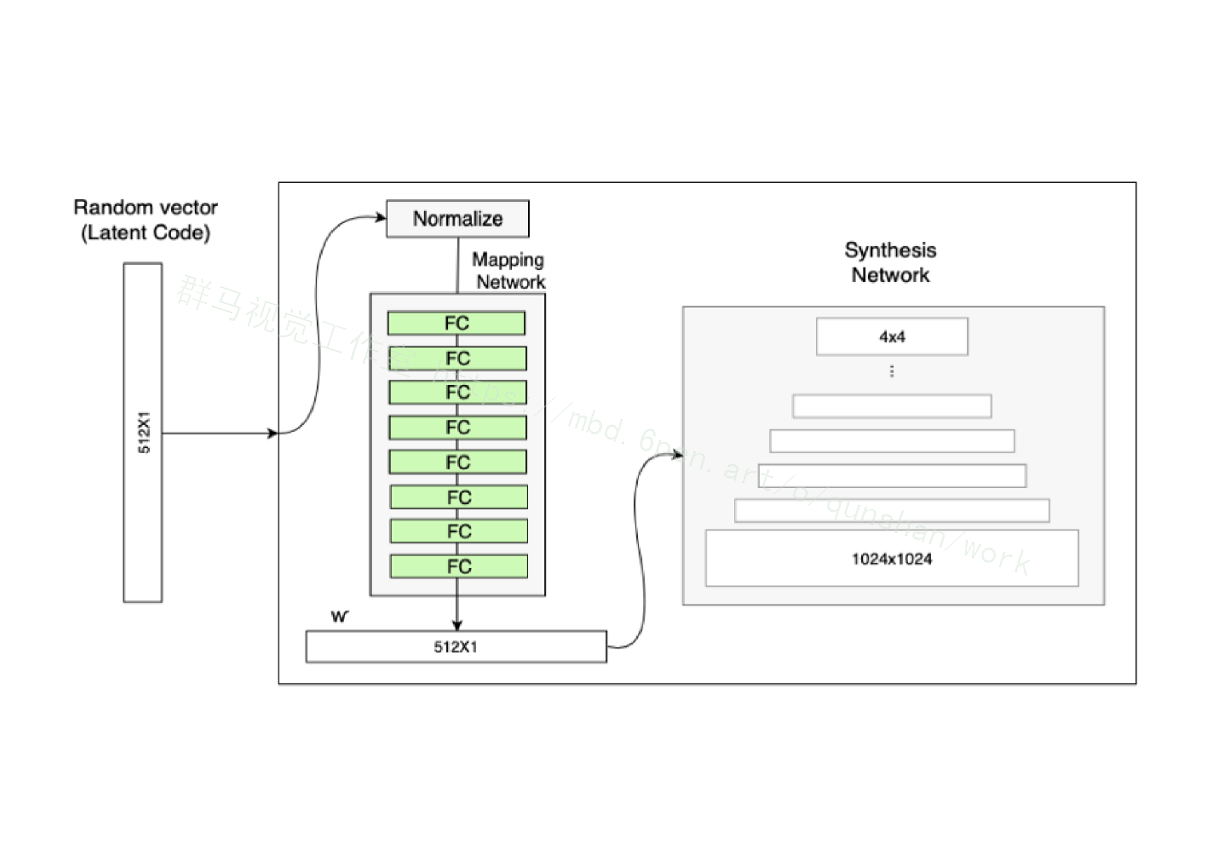 Random vector
(Latent Code)
512X1
Normalize
Mapping
Network
FC
FC
FC
FC
FC
FC
FC
FC
w
512X1
Synthesis
Network
4x4
⋮
1024x1024
群马视觉工作室 https://mbd.6pen.art/o/qunshan/work